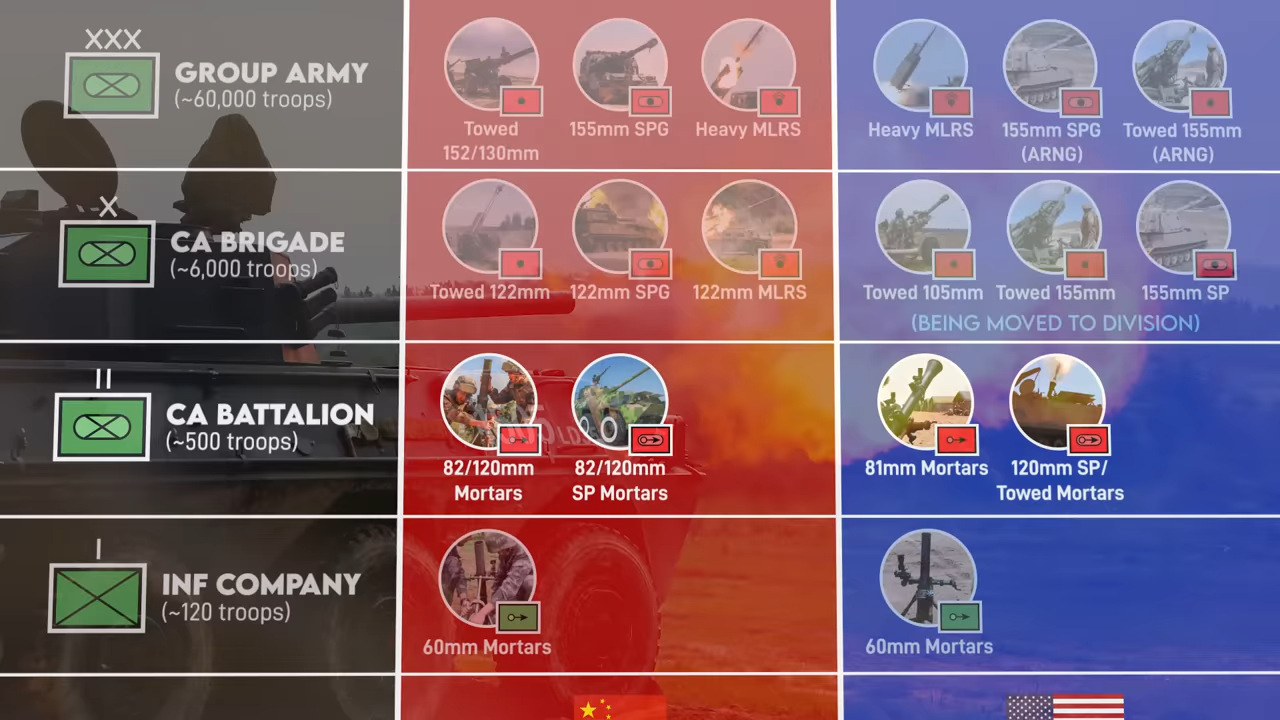 XXX
GROUP ARMY
(~60,000 troops)
Towed
152/130mm
155mm SPG
Heavy MLRS
Heavy MLRS
155mm SPG
(ARNG)
Towed 155mm
(ARNG)
X
CA BRIGADE
(~6,000 troops)
Towed 122mm
122mm SPG
122mm MLRS
Towed 105mm
Towed 155mm
155mm SP
(BEING MOVED TO DIVISION)
II
CA BATTALION
(~500 troops)
82/120mm
Mortars
82/120mm
SP Mortars
81mm Mortars
120mm SP/
Towed Mortars
I
INF COMPANY
(~120 troops)
60mm Mortars
60mm Mortars